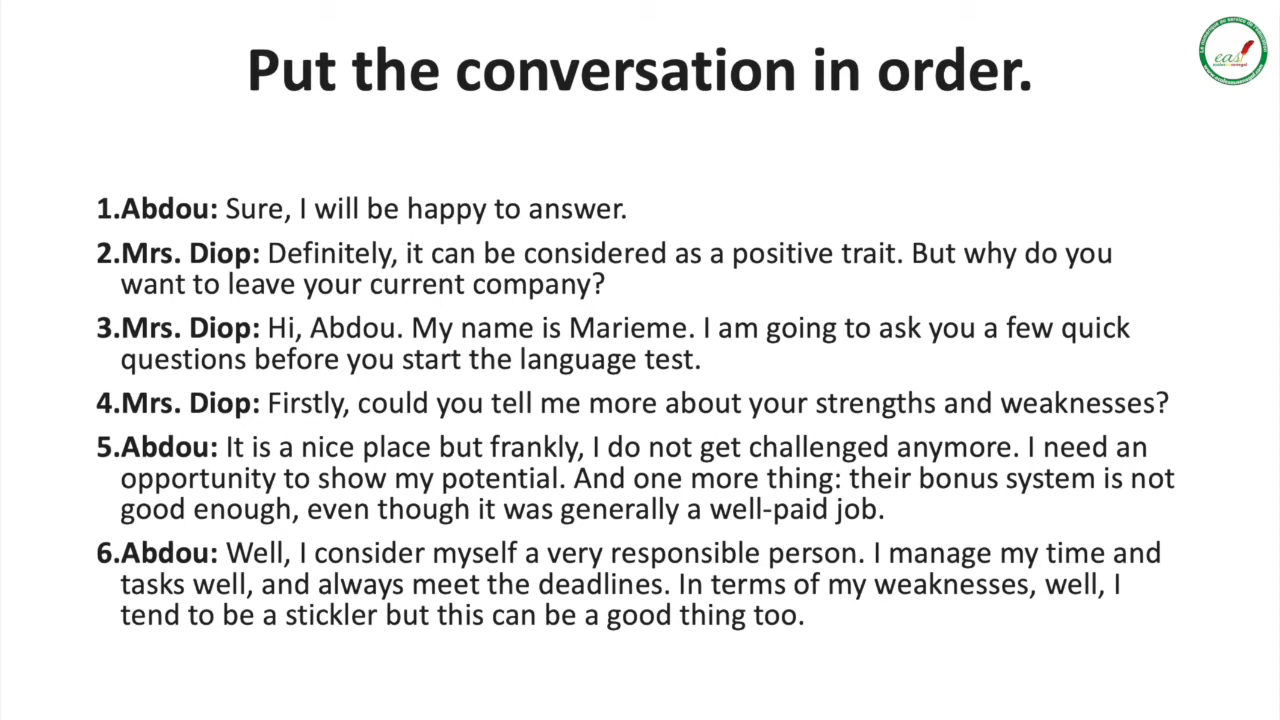 Put the conversation in order.
eas
1.Abdou: Sure, I will be happy to answer.
2.Mrs. Diop: Definitely, it can be considered as a positive trait. But why do you
want to leave your current company?
3.Mrs. Diop: Hi, Abdou. My name is Marieme. I am going to ask you a few quick
questions before you start the language test.
4.Mrs. Diop: Firstly, could you tell me more about your strengths and weaknesses?
5.Abdou: It is a nice place but frankly, I do not get challenged anymore. I need an
opportunity to show my potential. And one more thing: their bonus system is not
good enough, even though it was generally a well-paid job.
6.Abdou: Well, I consider myself a very responsible person. I manage my time and
tasks well, and always meet the deadlines. In terms of my weaknesses, well, I
tend to be a stickler but this can be a good thing too.